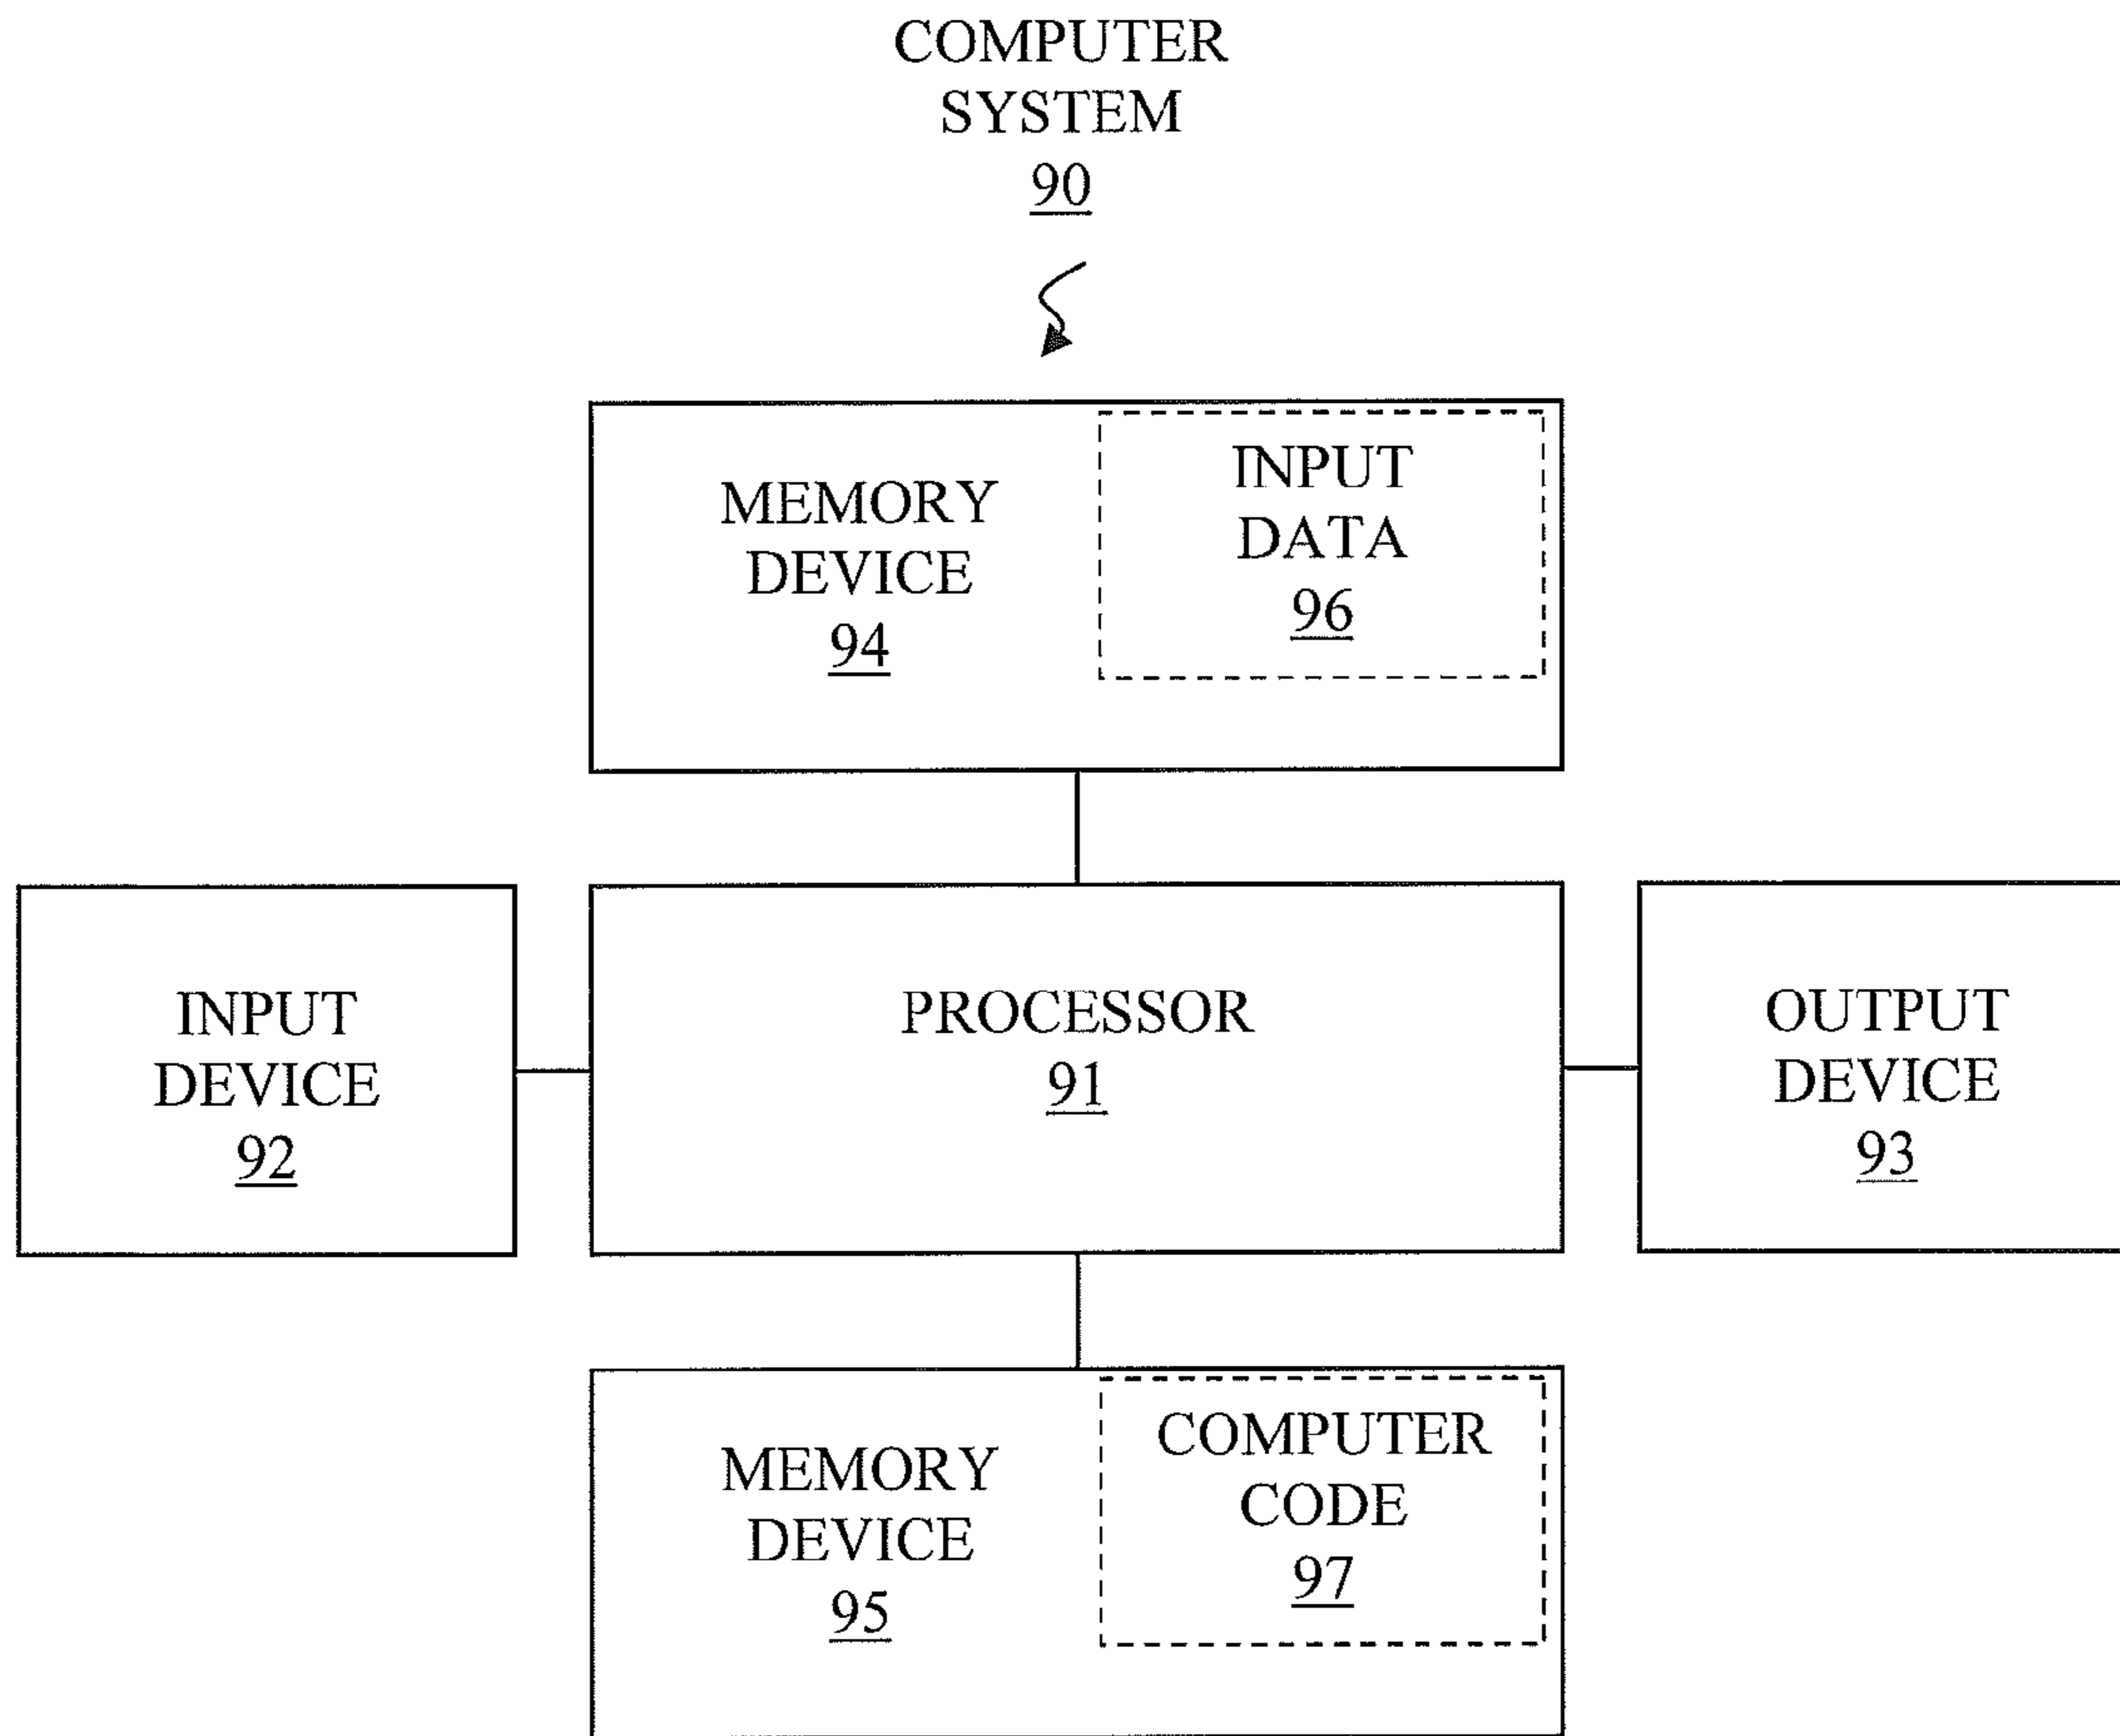 COMPUTER
SYSTEM
90
MEMORY
DEVICE
94
INPUT
DATA
96
INPUT
DEVICE
92
PROCESSOR
91
OUTPUT
DEVICE
93
MEMORY
DEVICE
95
COMPUTER
CODE
97